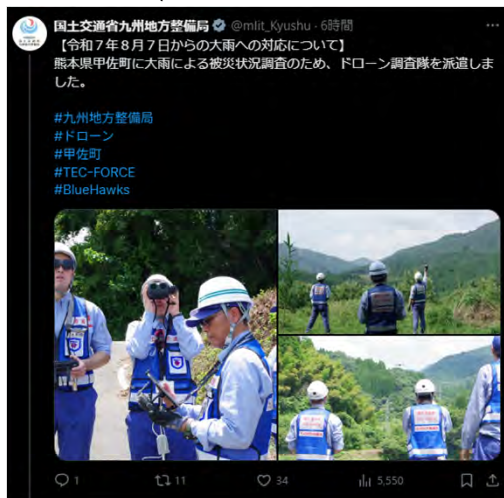 国土交通省九州地方整備局 @mlit_Kyushu · 6時間
【令和７年８月７日からの大雨への対応について】
熊本県甲佐町に大雨による被災状況調査のため、ドローン調査隊を派遣しま
した。
#九州地方整備局
#ドローン
#甲佐町
#TEC-FORCE
#BlueHawks
1 11 34 5,550